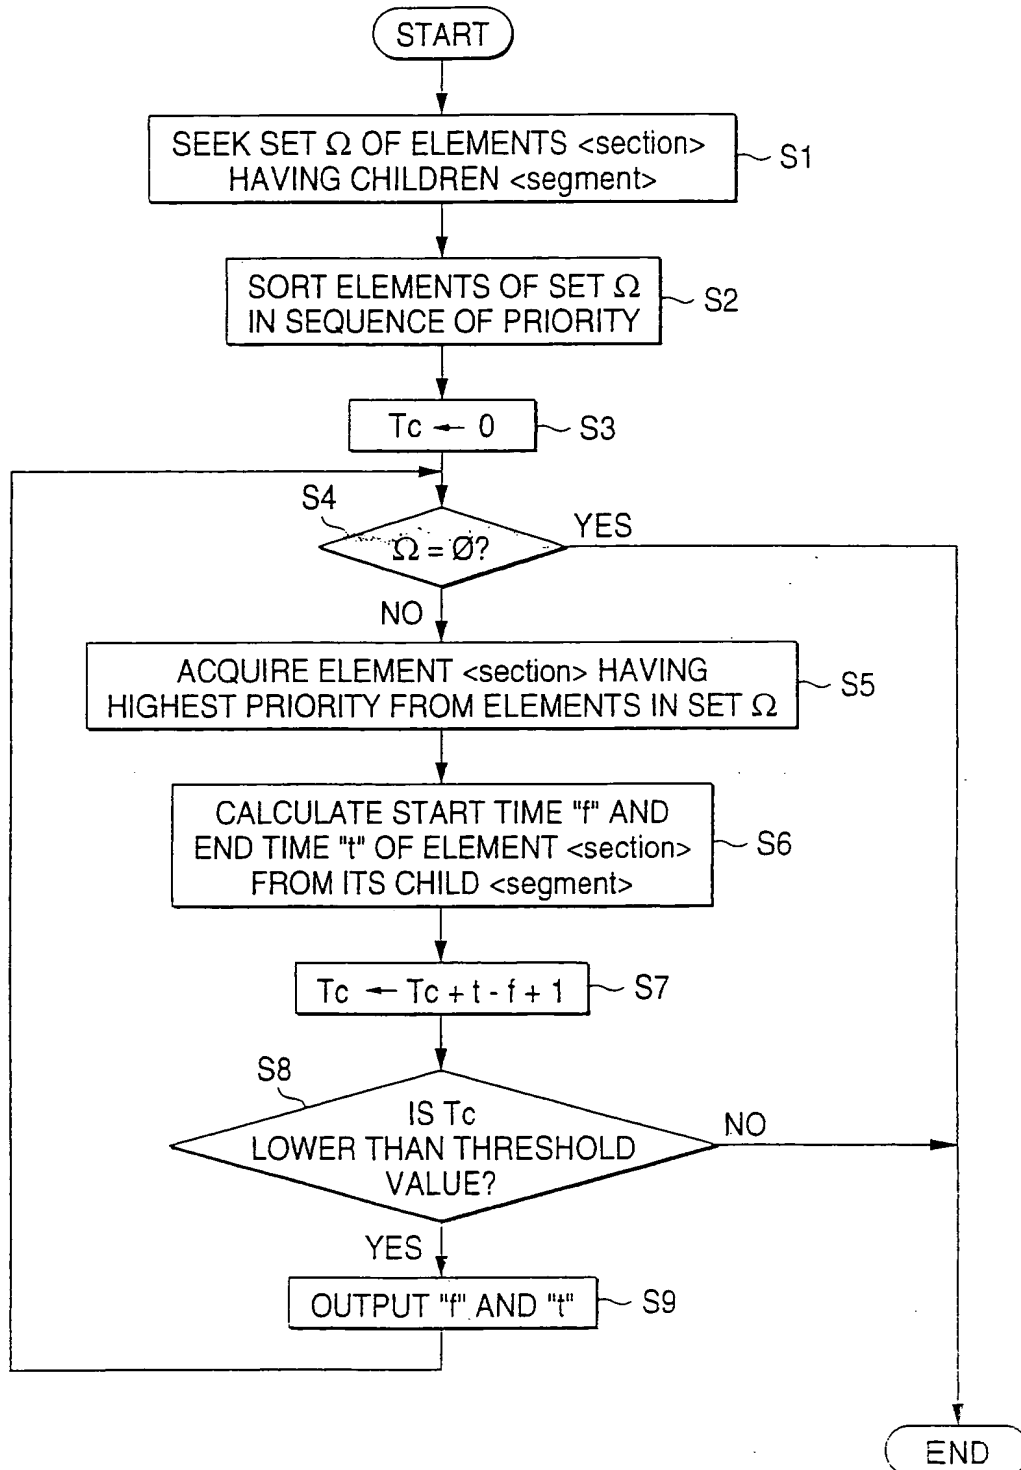 START
SEEK SET Ω OF ELEMENTS <section>
HAVING CHILDREN <segment>
S1
SORT ELEMENTS OF SET Ω
IN SEQUENCE OF PRIORITY
S2
Tc ← 0
S3
S4
Ω = Ø?
YES
NO
ACQUIRE ELEMENT <section> HAVING
HIGHEST PRIORITY FROM ELEMENTS IN SET Ω
S5
CALCULATE START TIME "f" AND
END TIME "t" OF ELEMENT <section>
FROM ITS CHILD <segment>
S6
Tc ← Tc + t - f + 1
S7
S8
IS Tc
LOWER THAN THRESHOLD
VALUE?
NO
YES
OUTPUT "f" AND "t"
S9
END